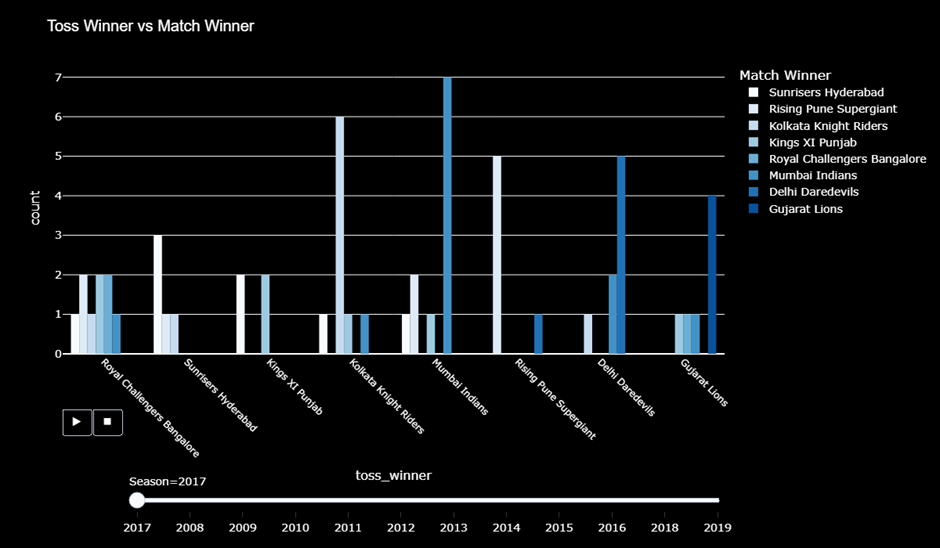 Toss Winner vs Match Winner
7
6
5
4
3
2
1
0
count
Match Winner
Sunrisers Hyderabad
Rising Pune Supergiant
Kolkata Knight Riders
Kings XI Punjab
Royal Challengers Bangalore
Mumbai Indians
Delhi Daredevils
Gujarat Lions
Royal Challengers Bangalore
Sunrisers Hyderabad
Kings XI Punjab
Kolkata Knight Riders
Mumbai Indians
Rising Pune Supergiant
Delhi Daredevils
Gujarat Lions
toss_winner
Season=2017
2017 2008 2009 2010 2011 2012 2013 2014 2015 2016 2018 2019